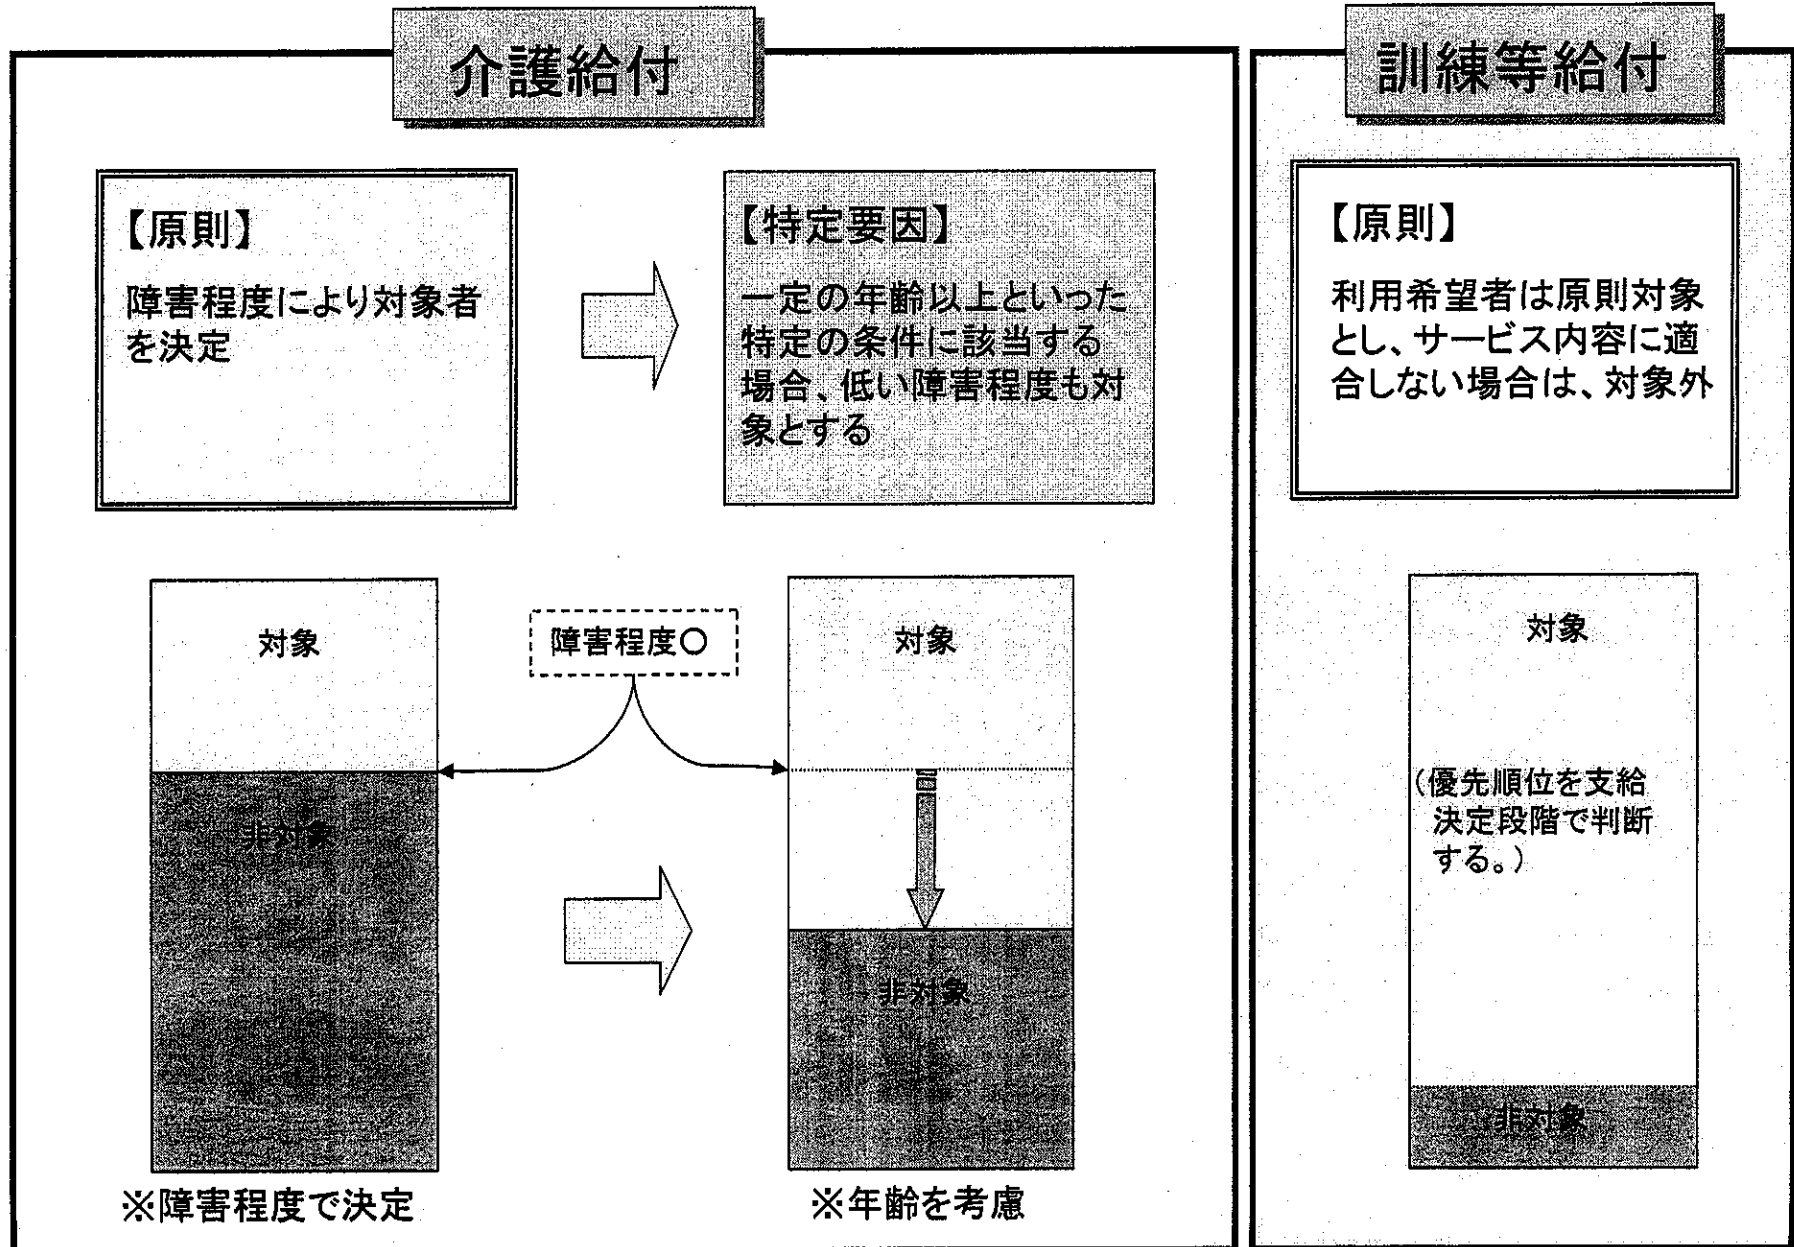 介護給付
【原則】
障害程度により対象者
を決定
【特定要因】
一定の年齢以上といった
特定の条件に該当する
場合、低い障害程度も対
象とする
対象
非対象
※障害程度で決定
障害程度〇
対象
非対象
※年齢を考慮
訓練等給付
【原則】
利用希望者は原則対象
とし、サービス内容に適
合しない場合は、対象外
対象
（優先順位を支給
決定段階で判断
する。）
非対象